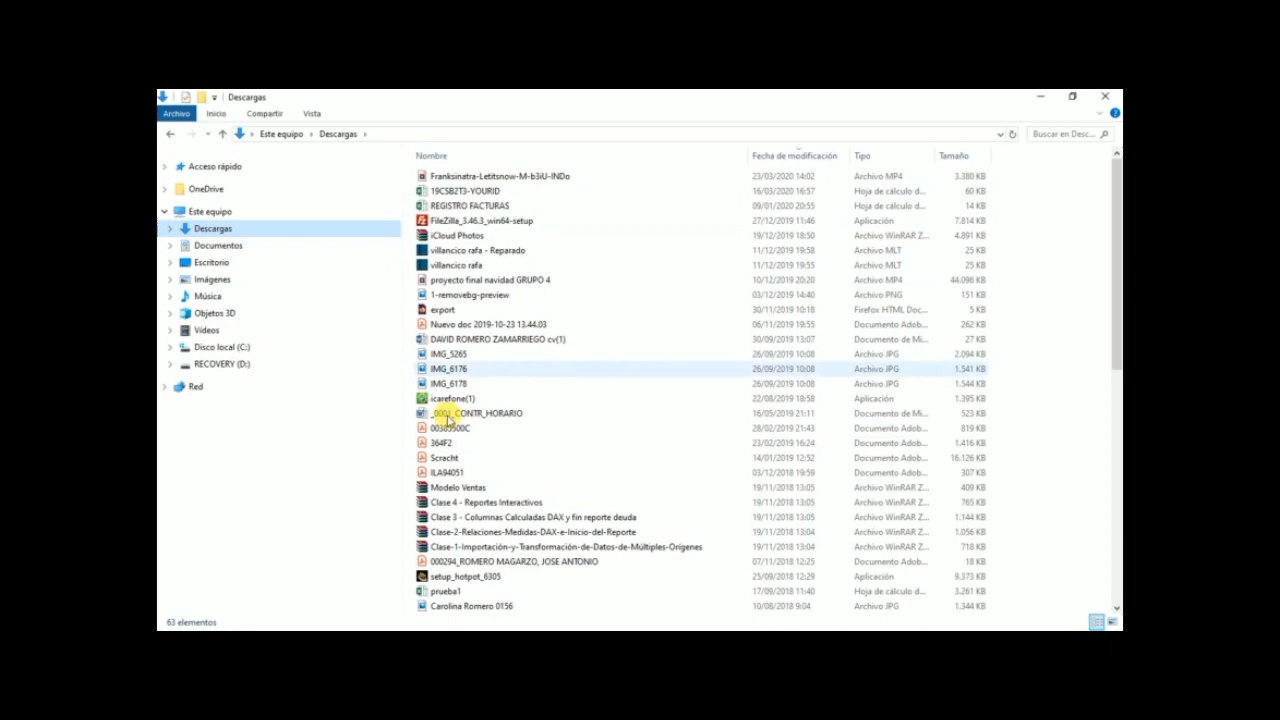 Descargas
Archivo Inicio Compartir Vista
Este equipo Descargas Buscar en Desc...
Nombre Fecha de modificación Tipo Tamaño
Acceso rápido
OneDrive
Este equipo
Descargas
Documentos
Escritorio
Imágenes
Música
Objetos 3D
Vídeos
Disco local (C:)
RECOVERY (D:)
Red
Franksinatra-Letitsnow-M-b3iU-INDo 23/03/2020 14:02 Archivo MP4 3.380 KB
19CSB2T3-YOURID 16/03/2020 16:57 Hoja de cálculo d... 60 KB
REGISTRO FACTURAS 09/01/2020 20:55 Hoja de cálculo d... 14 KB
FileZilla_3.46.3_win64-setup 27/12/2019 11:46 Aplicación 7.814 KB
iCloud Photos 19/12/2019 18:50 Archivo WinRAR Z... 4.891 KB
villancico rafa - Reparado 11/12/2019 19:58 Archivo MLT 25 KB
villancico rafa 11/12/2019 19:55 Archivo MLT 25 KB
proyecto final navidad GRUPO 4 10/12/2019 20:20 Archivo MP4 44.096 KB
1-removebg-preview 03/12/2019 14:40 Archivo PNG 151 KB
export 30/11/2019 10:18 Firefox HTML Doc... 5 KB
Nuevo doc 2019-10-23 13.44.03 06/11/2019 19:55 Documento Adob... 262 KB
DAVID ROMERO ZAMARRIEGO cv(1) 30/09/2019 13:07 Documento de Mi... 27 KB
IMG_5265 26/09/2019 10:08 Archivo JPG 2.094 KB
IMG_6176 26/09/2019 10:08 Archivo JPG 1.541 KB
IMG_6178 26/09/2019 10:08 Archivo JPG 1.544 KB
icarefone(1) 22/08/2019 18:58 Aplicación 1.395 KB
CONTR_HORARIO 16/05/2019 21:11 Documento de Mi... 523 KB
28/02/2019 21:43 Documento Adob... 819 KB
364F2 23/02/2019 16:24 Documento Adob... 1.416 KB
Scracht 14/01/2019 12:52 Documento Adob... 16.126 KB
ILA94051 03/12/2018 19:59 Documento Adob... 307 KB
Modelo Ventas 19/11/2018 13:05 Archivo WinRAR Z... 409 KB
Clase 4 - Reportes Interactivos 19/11/2018 13:05 Archivo WinRAR Z... 765 KB
Clase 3 - Columnas Calculadas DAX y fin reporte deuda 19/11/2018 13:05 Archivo WinRAR Z... 1.144 KB
Clase-2-Relaciones-Medidas-DAX-e-Inicio-del-Reporte 19/11/2018 13:04 Archivo WinRAR Z... 1.056 KB
Clase-1-Importación-y-Transformación-de-Datos-de-Múltiples-Orígenes 19/11/2018 13:04 Archivo WinRAR Z... 718 KB
000294_ROMERO MAGARZO, JOSE ANTONIO 07/11/2018 12:25 Documento Adob... 18 KB
setup_hotpot_6305 25/09/2018 12:29 Aplicación 9.373 KB
prueba1 17/09/2018 11:40 Hoja de cálculo d... 3.261 KB
Carolina Romero 0156 10/08/2018 9:04 Archivo JPG 1.344 KB
63 elementos